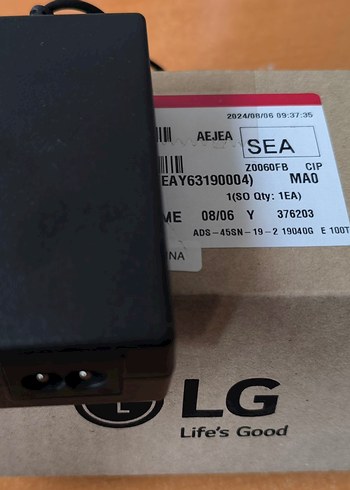 2024/08/06 09:37:35
AEJEA
SEA
Z0060FB CIP
EAY63190004) MA0
1(SO Qty: 1EA)
ME 08/06 Y 376203
ADS-45SN-19-2 19040G E 100T
NA
L
LG
Life's Good